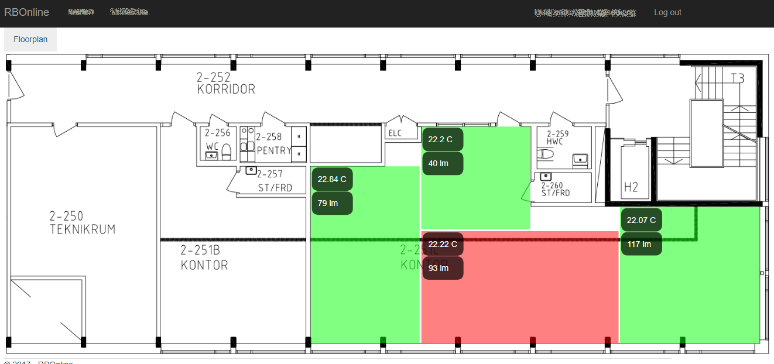 RBOnline
Log out
Floorplan
2-252
KORRIDOR
T3
2-256
WC
2-258
PENTRY
ELC
2-259
HWC
2-257
ST/FRD
2-260
ST/FRD
H2
22.2 C
40 lm
22.84 C
79 lm
22.07 C
117 lm
22.22 C
93 lm
2-250
TEKNIKRUM
2-251B
KONTOR